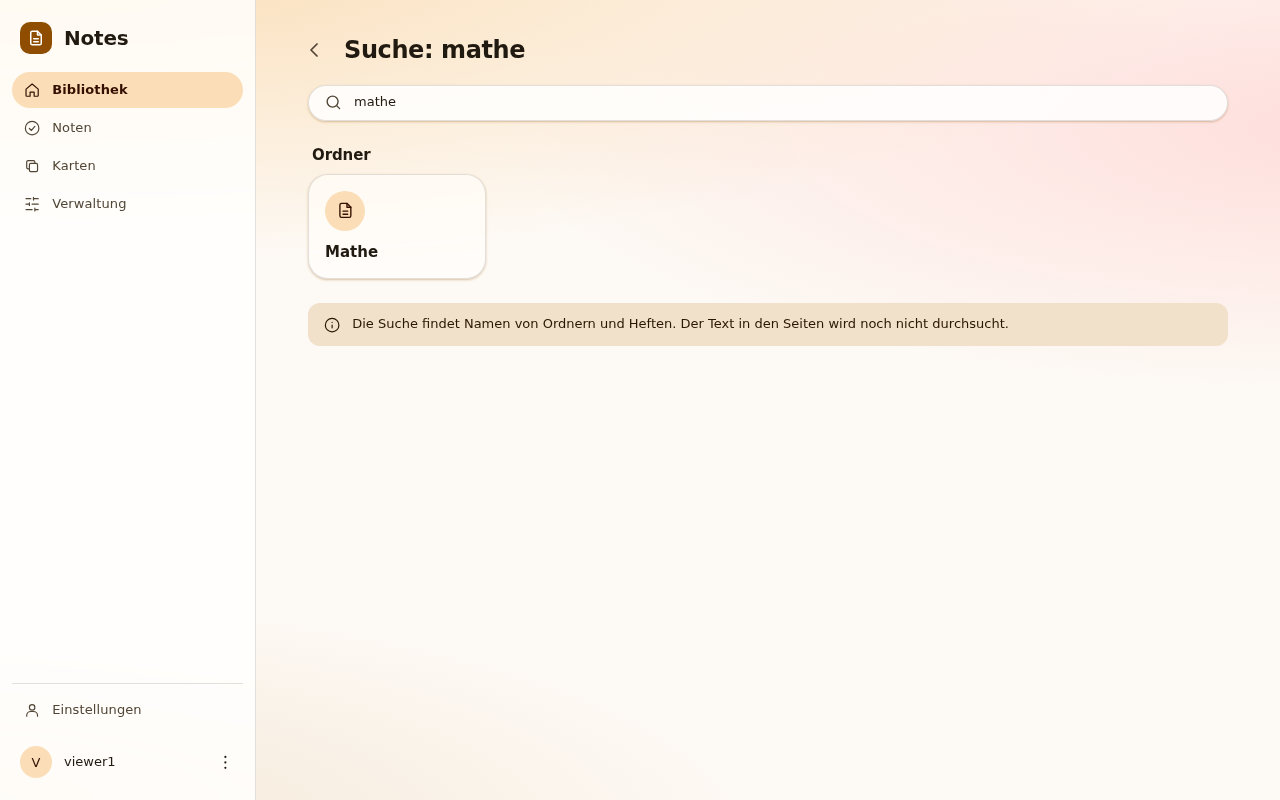 Notes
Bibliothek
Noten
Karten
Verwaltung
Einstellungen
V
viewer1
Suche: mathe
mathe
Ordner
Mathe
Die Suche findet Namen von Ordnern und Heften. Der Text in den Seiten wird noch nicht durchsucht.